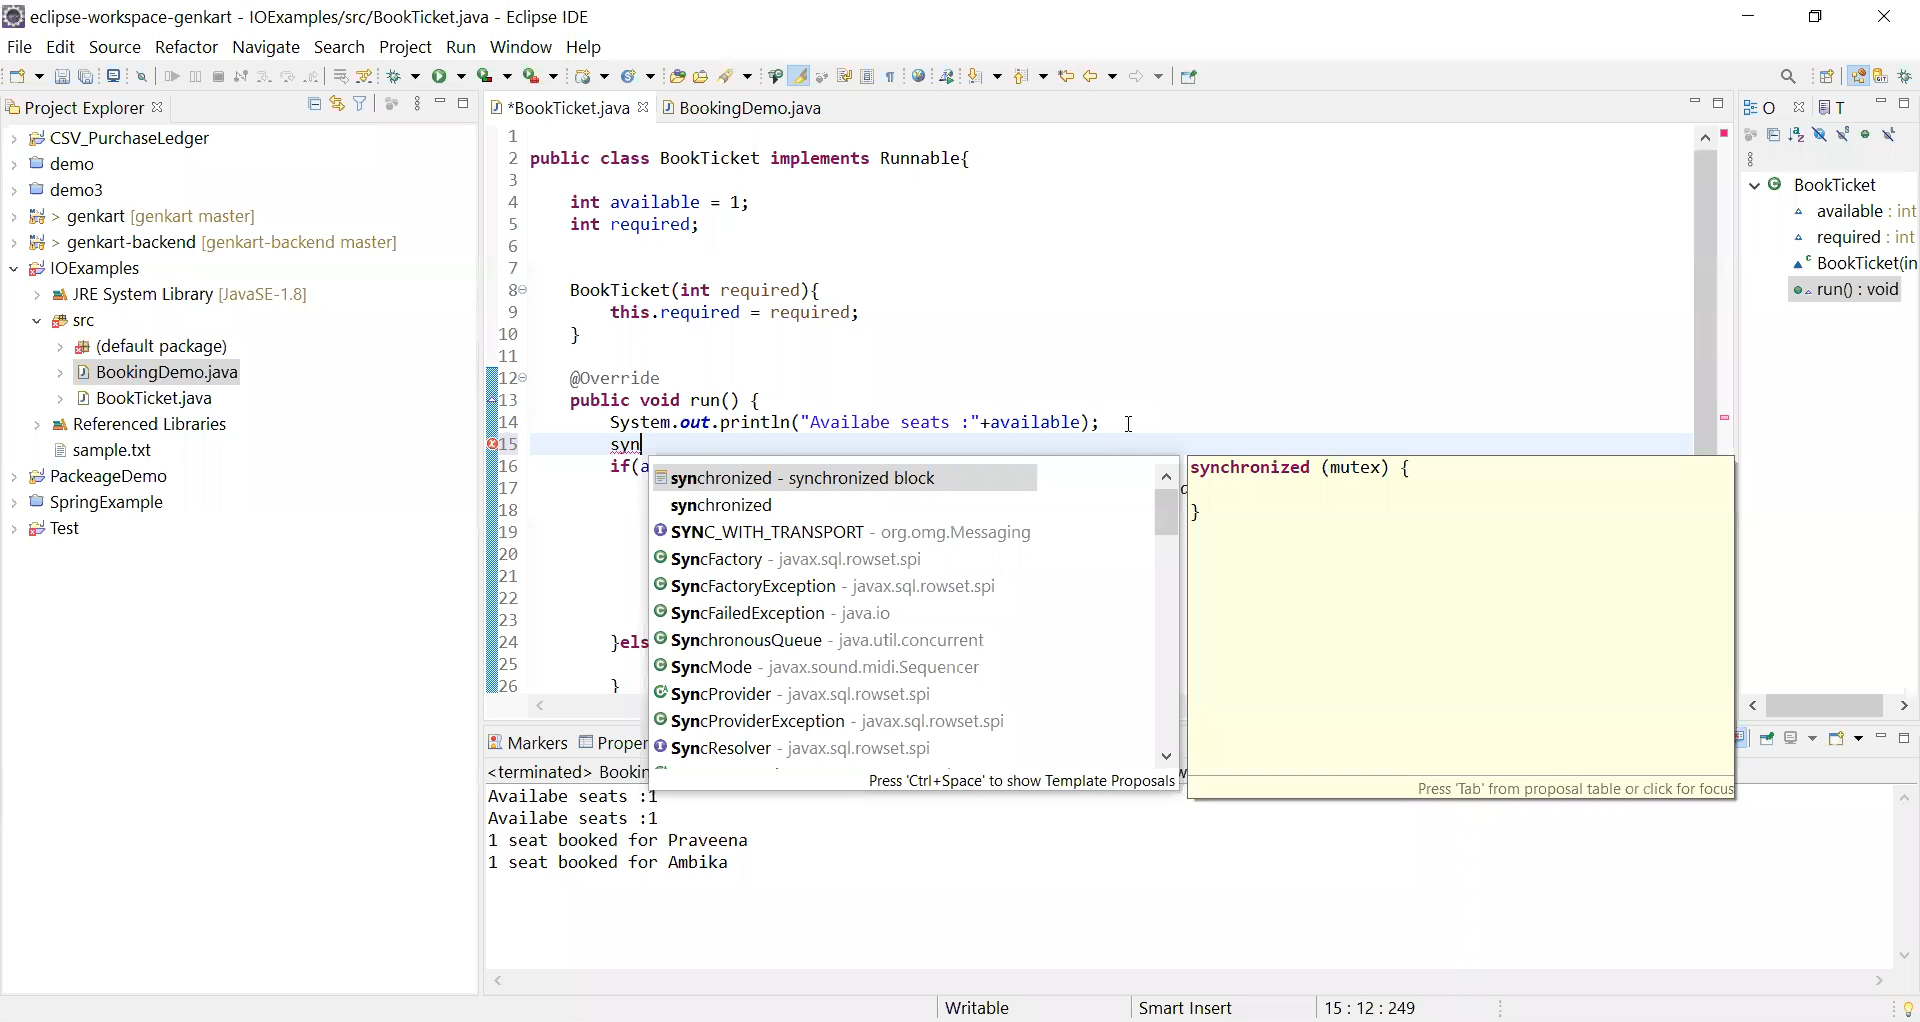 eclipse-workspace-genkart - IOExamples/src/BookTicket.java - Eclipse IDE
File Edit Source Refactor Navigate Search Project Run Window Help
Project Explorer
CSV_PurchaseLedger
demo
demo3
> genkart [genkart master]
> genkart-backend [genkart-backend master]
IOExamples
JRE System Library [JavaSE-1.8]
src
(default package)
BookingDemo.java
BookTicket.java
Referenced Libraries
sample.txt
PackeageDemo
SpringExample
Test
*BookTicket.java BookingDemo.java
1
2 public class BookTicket implements Runnable{
3
4 int available = 1;
5 int required;
6
7
8 BookTicket(int required){
9 this.required = required;
10 }
11
12 @Override
13 public void run() {
14 System.out.println("Availabe seats :"+available);
15 syn
16 if(a
17
18
19
20
21
22
23
24 }els
25
26 }
synchronized - synchronized block
synchronized
SYNC_WITH_TRANSPORT - org.omg.Messaging
SyncFactory - javax.sql.rowset.spi
SyncFactoryException - javax.sql.rowset.spi
SyncFailedException - java.io
SynchronousQueue - java.util.concurrent
SyncMode - javax.sound.midi.Sequencer
SyncProvider - javax.sql.rowset.spi
SyncProviderException - javax.sql.rowset.spi
SyncResolver - javax.sql.rowset.spi
Press 'Ctrl+Space' to show Template Proposals
synchronized (mutex) {
}
Press 'Tab' from proposal table or click for focus
O T
BookTicket
available : int
required : int
BookTicket(in
run() : void
Markers Proper
<terminated> Bookin
Availabe seats :1
Availabe seats :1
1 seat booked for Praveena
1 seat booked for Ambika
Writable Smart Insert 15 : 12 : 249